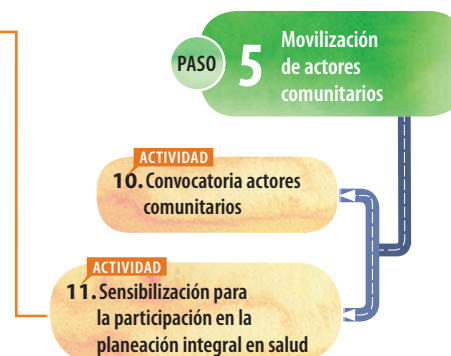 PASO 5
Movilización
de actores
comunitarios
ACTIVIDAD
10. Convocatoria actores
comunitarios
ACTIVIDAD
11. Sensibilización para
la participación en la
planeación integral en salud